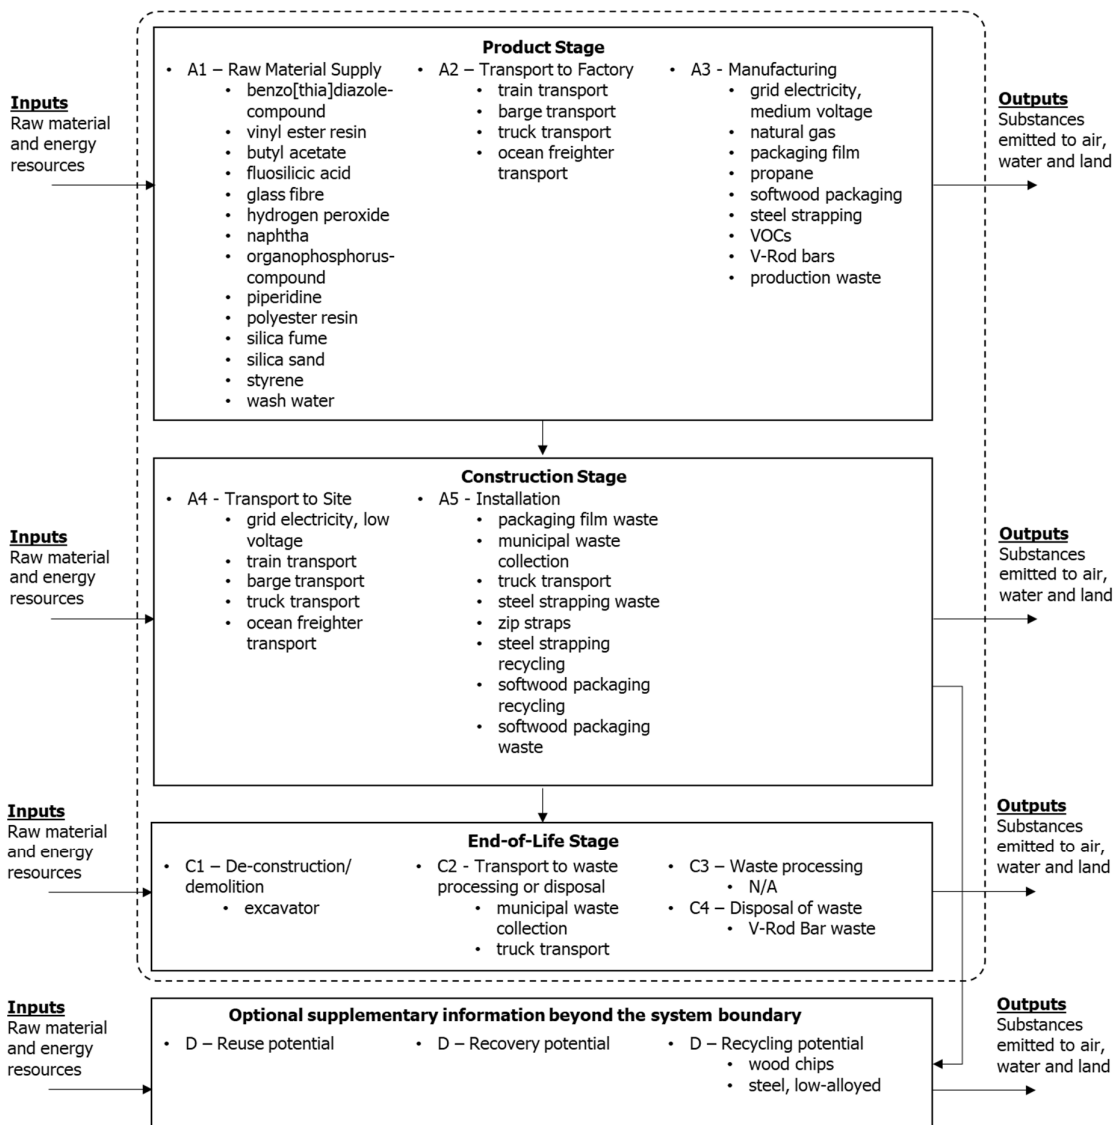 Product Stage
• A1 – Raw Material Supply
• benzo[thia]diazole-
compound
• vinyl ester resin
• butyl acetate
• fluosilicic acid
• glass fibre
• hydrogen peroxide
• naphtha
• organophosphorus-
compound
• piperidine
• polyester resin
• silica fume
• silica sand
• styrene
• wash water
• A2 – Transport to Factory
• train transport
• barge transport
• truck transport
• ocean freighter
transport
• A3 - Manufacturing
• grid electricity,
medium voltage
• natural gas
• packaging film
• propane
• softwood packaging
• steel strapping
• VOCs
• V-Rod bars
• production waste
Inputs
Raw material
and energy
resources
Outputs
Substances
emitted to air,
water and land
Construction Stage
• A4 - Transport to Site
• grid electricity, low
voltage
• train transport
• barge transport
• truck transport
• ocean freighter
transport
• A5 - Installation
• packaging film waste
• municipal waste
collection
• truck transport
• steel strapping waste
• zip straps
• steel strapping
recycling
• softwood packaging
recycling
• softwood packaging
waste
Inputs
Raw material
and energy
resources
Outputs
Substances
emitted to air,
water and land
End-of-Life Stage
• C1 – De-construction/
demolition
• excavator
• C2 - Transport to waste
processing or disposal
• municipal waste
collection
• truck transport
• C3 – Waste processing
• N/A
• C4 – Disposal of waste
• V-Rod Bar waste
Inputs
Raw material
and energy
resources
Outputs
Substances
emitted to air,
water and land
Optional supplementary information beyond the system boundary
• D – Reuse potential
• D – Recovery potential
• D – Recycling potential
• wood chips
• steel, low-alloyed
Inputs
Raw material
and energy
resources
Outputs
Substances
emitted to air,
water and land